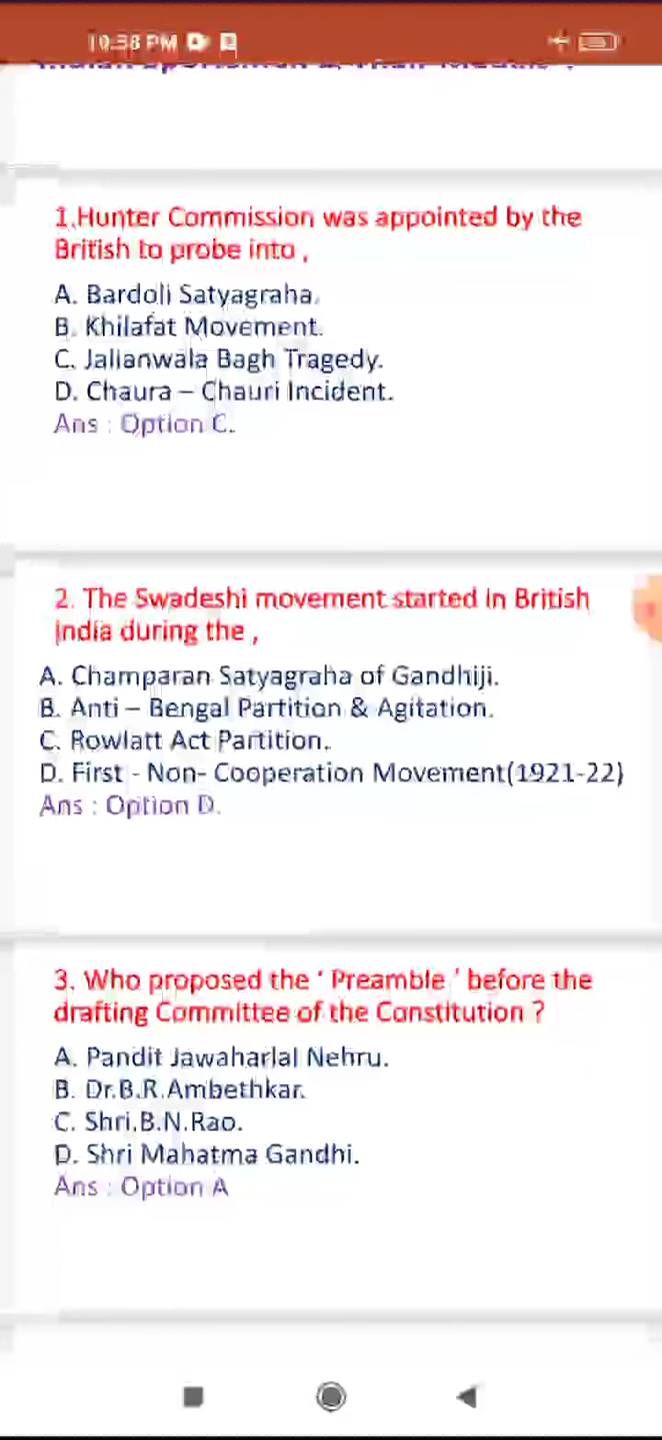 10:38 PM
1.Hunter Commission was appointed by the
British to probe into ,
A. Bardoli Satyagraha.
B. Khilafat Movement.
C. Jallanwala Bagh Tragedy.
D. Chaura – Chauri Incident.
Ans : Option C.
2. The Swadeshi movement started in British
India during the ,
A. Champaran Satyagraha of Gandhiji.
B. Anti – Bengal Partition & Agitation.
C. Rowlatt Act Partition.
D. First - Non- Cooperation Movement(1921-22)
Ans : Option D.
3. Who proposed the ‘ Preamble ’ before the
drafting Committee of the Constitution ?
A. Pandit Jawaharlal Nehru.
B. Dr.B.R.Ambethkar.
C. Shri.B.N.Rao.
D. Shri Mahatma Gandhi.
Ans : Option A